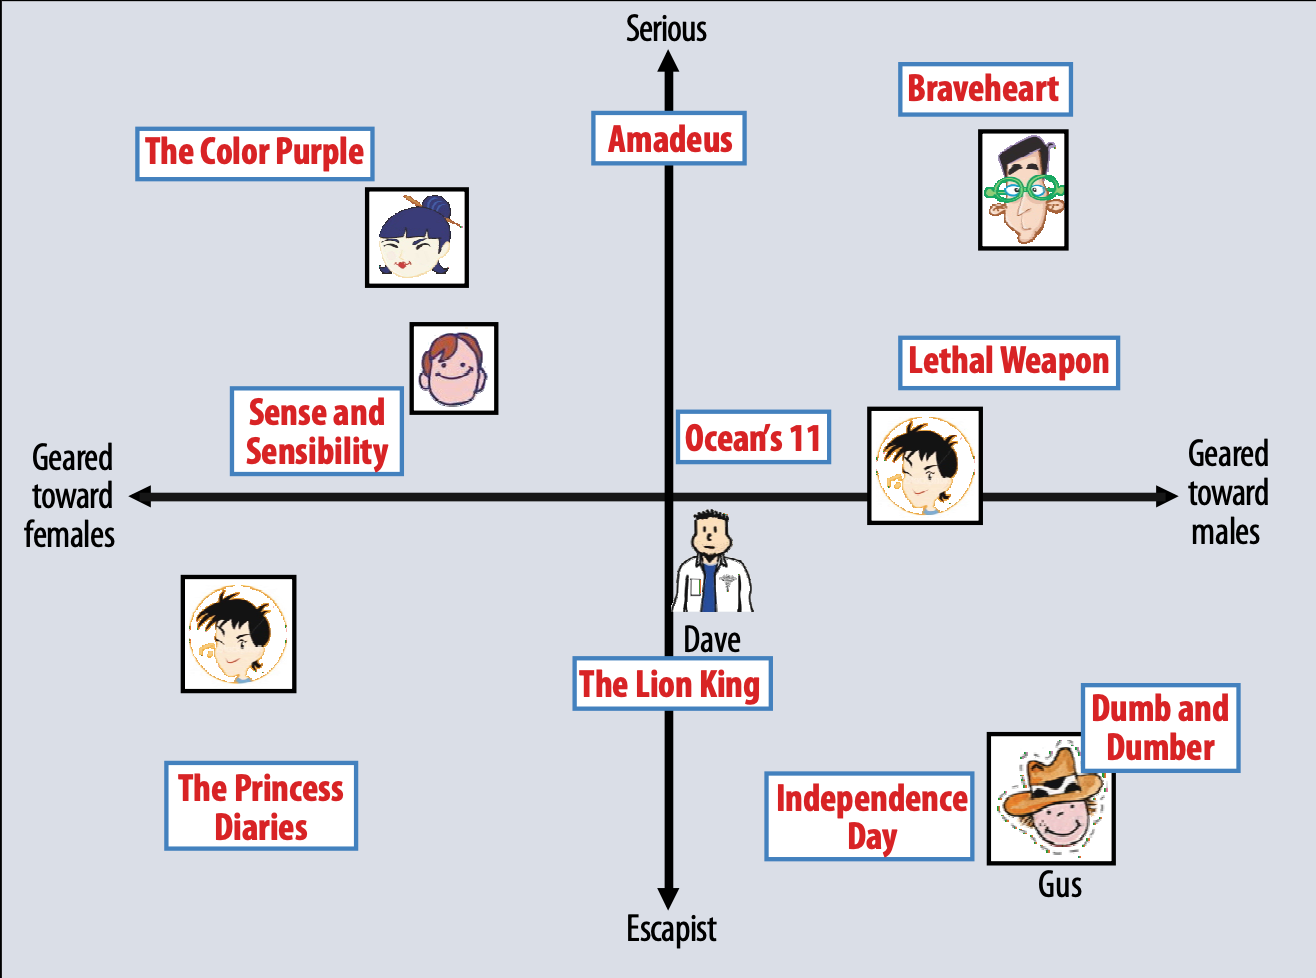 Serious
Braveheart
Amadeus
The Color Purple
Lethal Weapon
Sense and
Sensibility
Ocean's 11
Geared
toward
females
Geared
toward
males
Dave
The Lion King
Dumb and
Dumber
The Princess
Diaries
Independence
Day
Gus
Escapist